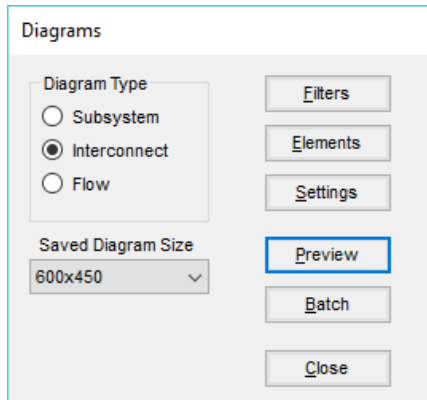 Diagrams
Diagram Type
Subsystem
Interconnect
Flow
Saved Diagram Size
600x450
Filters
Elements
Settings
Preview
Batch
Close